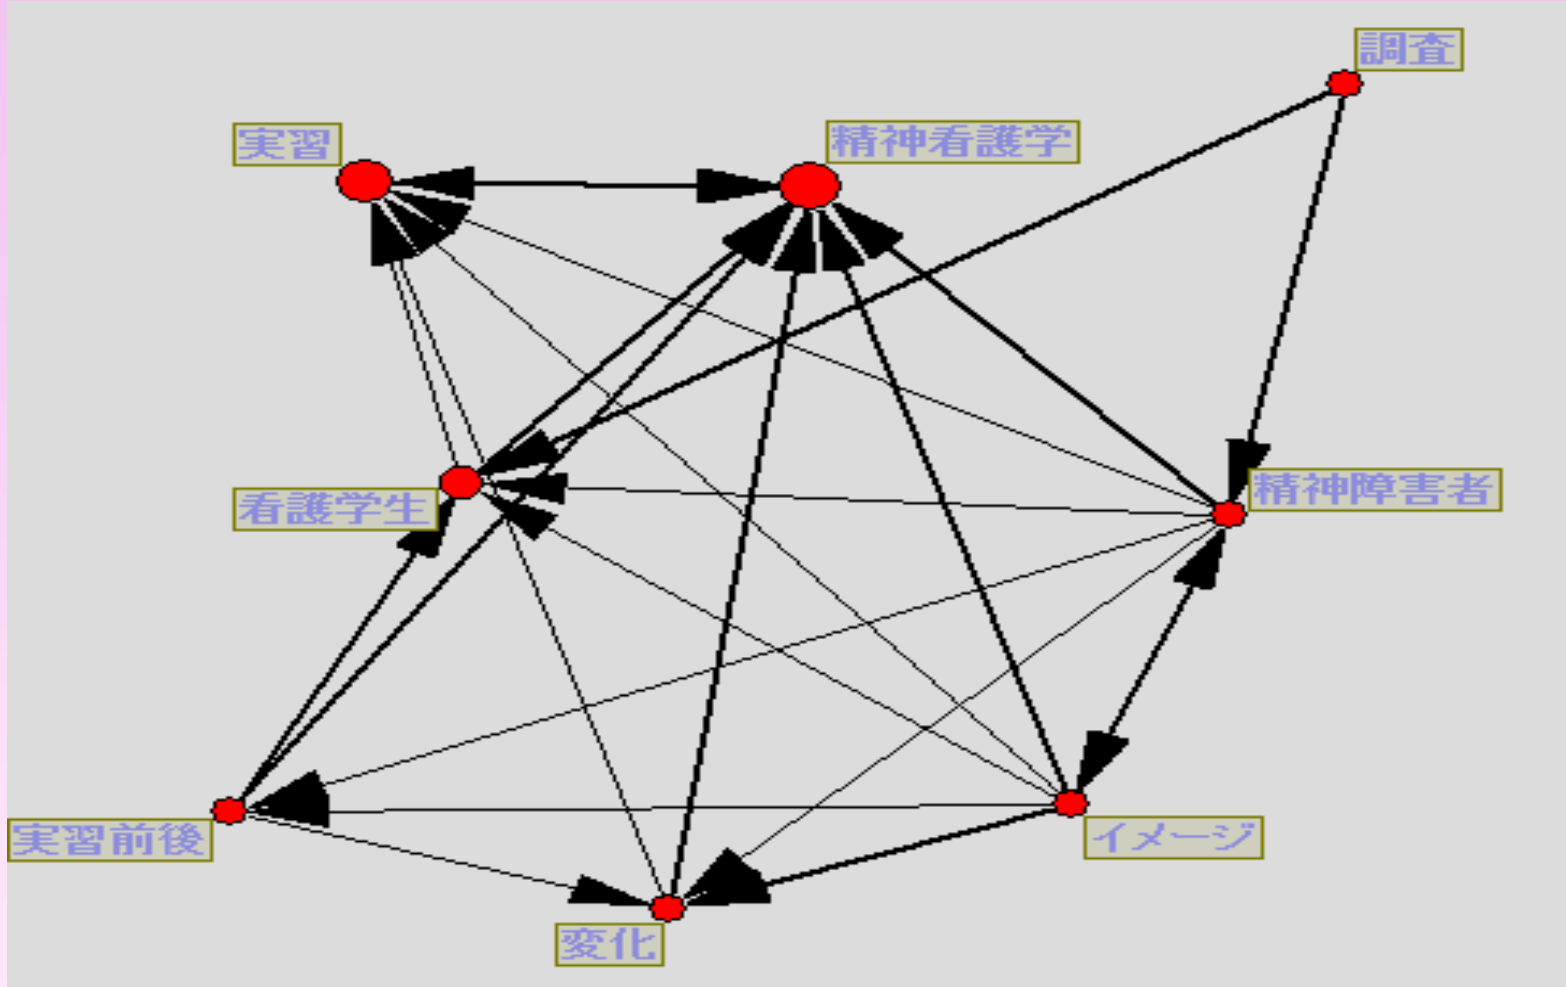 調査
実習
精神看護学
看護学生
精神障害者
実習前後
イメージ
変化